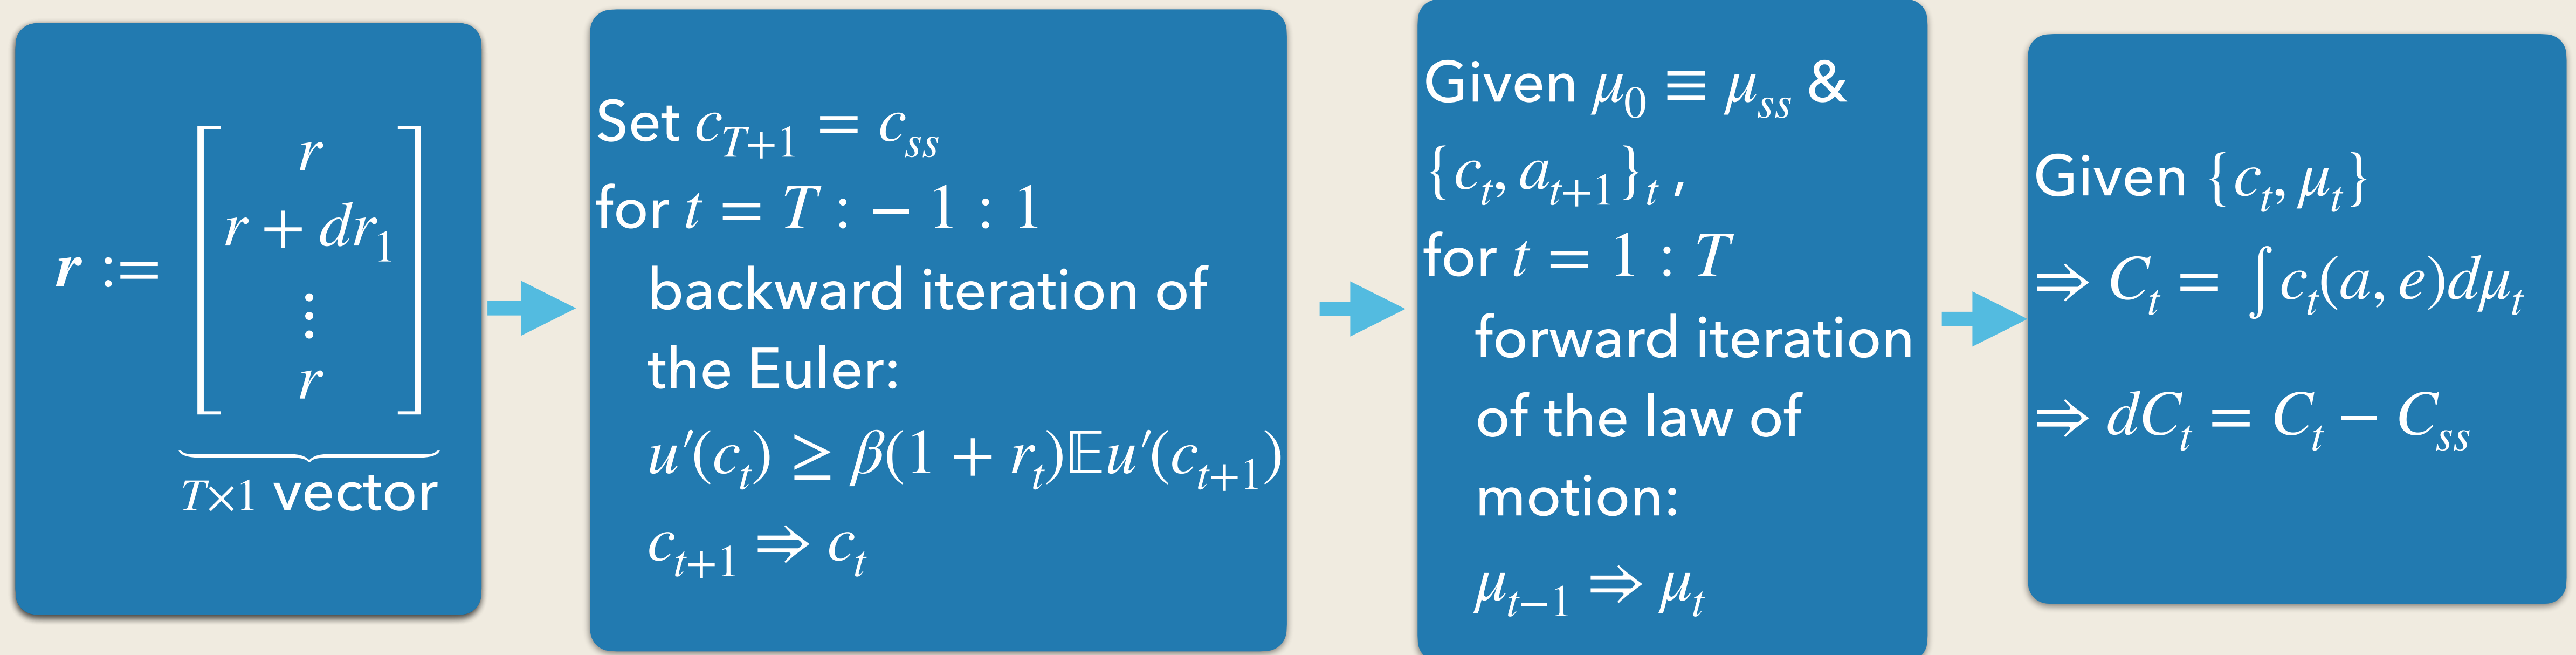 r :=
r
r + dr₁
⋮
r
T×1 vector
Set c_{T+1} = c_{ss}
for t = T : − 1 : 1
backward iteration of
the Euler:
u′(c_t) ≥ β(1 + r_t)𝔼u′(c_{t+1})
c_{t+1} ⇒ c_t
Given μ₀ ≡ μ_{ss} &
{c_t, a_{t+1}}_t ,
for t = 1 : T
forward iteration
of the law of
motion:
μ_{t−1} ⇒ μ_t
Given {c_t, μ_t}
⇒ C_t = ∫c_t(a, e)dμ_t
⇒ dC_t = C_t − C_{ss}